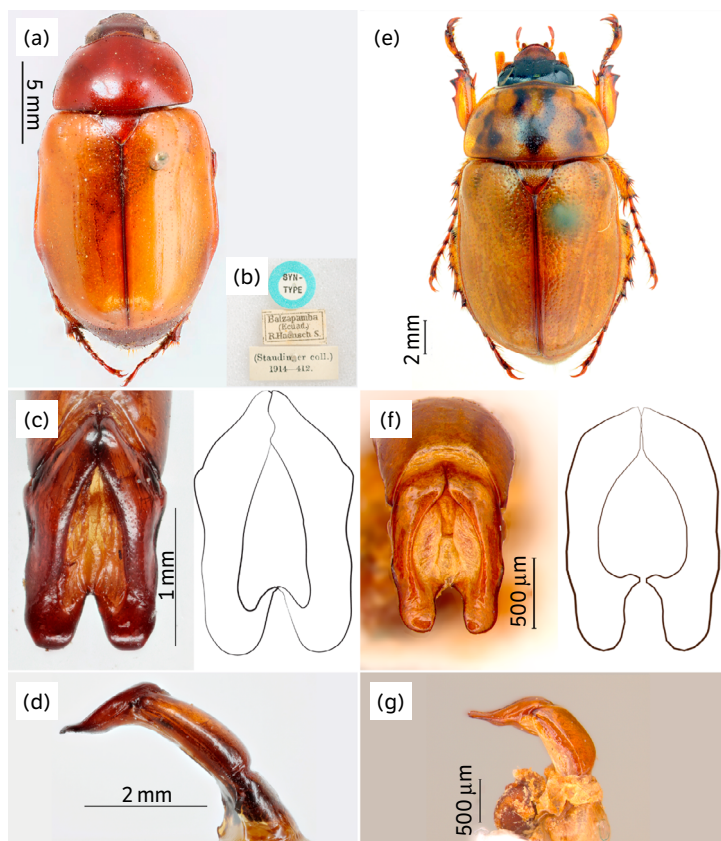 (a)
5 mm
(b)
SYN-
TYPE
Balzapamba
(Ecuad.)
R.Haensch S.
(Staudinger coll.)
1914—412.
(c)
1 mm
(d)
2 mm
(e)
2 mm
(f)
500 µm
(g)
500 µm